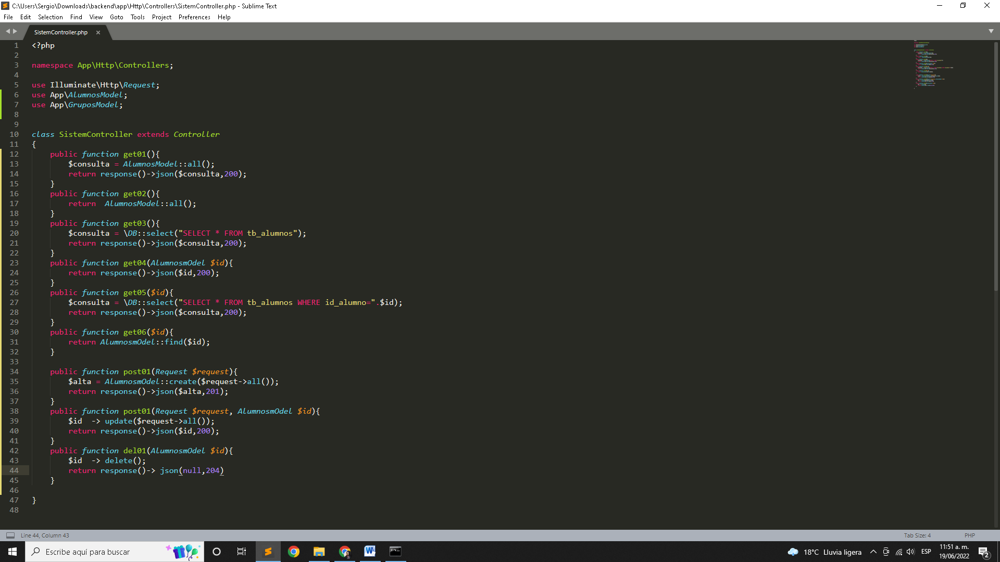 C:\Users\Sergio\Downloads\backend\app\Http\Controllers\SistemController.php - Sublime Text
File Edit Selection Find View Goto Tools Project Preferences Help
SistemController.php ×
1 <?php
2
3 namespace App\Http\Controllers;
4
5 use Illuminate\Http\Request;
6 use App\AlumnosModel;
7 use App\GruposModel;
8
9
10 class SistemController extends Controller
11 {
12     public function get01(){
13         $consulta = AlumnosModel::all();
14         return response()->json($consulta,200);
15     }
16     public function get02(){
17         return  AlumnosModel::all();
18     }
19     public function get03(){
20         $consulta = \DB::select("SELECT * FROM tb_alumnos");
21         return response()->json($consulta,200);
22     }
23     public function get04(AlumnosmOdel $id){
24         return response()->json($id,200);
25     }
26     public function get05($id){
27         $consulta = \DB::select("SELECT * FROM tb_alumnos WHERE id_alumno=".$id);
28         return response()->json($consulta,200);
29     }
30     public function get06($id){
31         return AlumnosmOdel::find($id);
32     }
33
34     public function post01(Request $request){
35         $alta = AlumnosmOdel::create($request->all());
36         return response()->json($alta,201);
37     }
38     public function post01(Request $request, AlumnosmOdel $id){
39         $id  -> update($request->all());
40         return response()->json($id,200);
41     }
42     public function del01(AlumnosmOdel $id){
43         $id  -> delete();
44         return response()-> json(null,204)
45     }
46
47 }
48
Line 44, Column 43 Tab Size: 4 PHP
Escribe aquí para buscar 18°C Lluvia ligera ESP 11:51 a. m. 2
19/06/2022